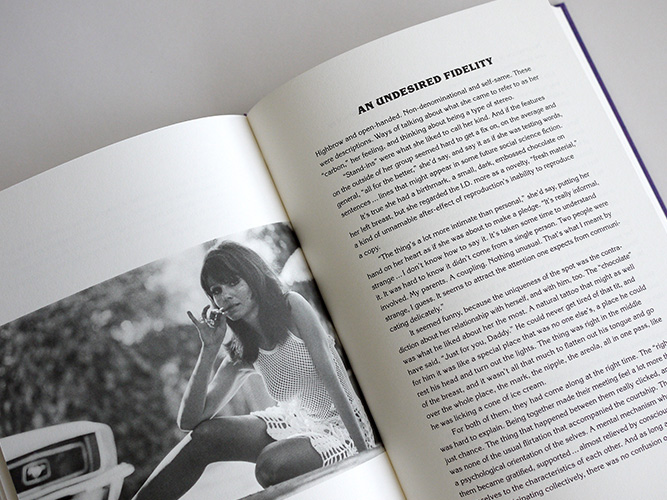 AN UNDESIRED FIDELITY
Highbrow and open-handed. Non-denominational and self-same. These
were descriptions. Ways of talking about what she came to refer to as her
"carbon," her feeling, and thinking about being a type of stereo.
"Stand-ins" were what she liked to call her kind. And if the features
on the outside of her group seemed hard to get a fix on, on the average and
general, "all for the better," she'd say, and say it as if she was testing words,
sentences ... lines that might appear in some future social science fiction.
It's true she had a birthmark, a small, dark, embossed chocolate on
her left breast, but she regarded the I.D. more as a novelty, "fresh material,"
a kind of unnamable after-effect of reproduction's inability to reproduce
a copy.
"The thing's a lot more intimate than personal," she'd say, putting her
hand on her heart as if she was about to make a pledge. "It's really informal,
strange ... I don't know how to say it. It's taken some time to understand
it. It was hard to know it didn't come from a single person. Two people were
involved. My parents. A coupling. Nothing unusual. That's what I meant by
strange, I guess. It seems to attract the attention one expects from communi-
cating delicately."
It seemed funny, because the uniqueness of the spot was the contra-
diction about her relationship with herself, and with him, too. The "chocolate"
was what he liked about her the most. A natural tattoo that might as well
have said, "Just for you, Daddy." He could never get tired of that tit, and
for him it was like a special place that was no one else's, a place he could
rest his head and turn out the lights. The thing was right in the middle
of the breast, and it wasn't all that much to flatten out his tongue and go
over the whole place, the mark, the nipple, the areola, all in one pass, like
he was licking a cone of ice cream.
For both of them, they had come along at the right time. The "right
was hard to explain. Being together made their meeting feel a lot more
just chance. The thing that happened between them really clicked, an
was none of the usual flirtation that accompanied the courtship.
a psychological orientation of the selves. A mental mechanism se
them became gratified, supported ... almost relieved by consci
selves to the characteristics of each other. And as long a
collectively, there was no confusion